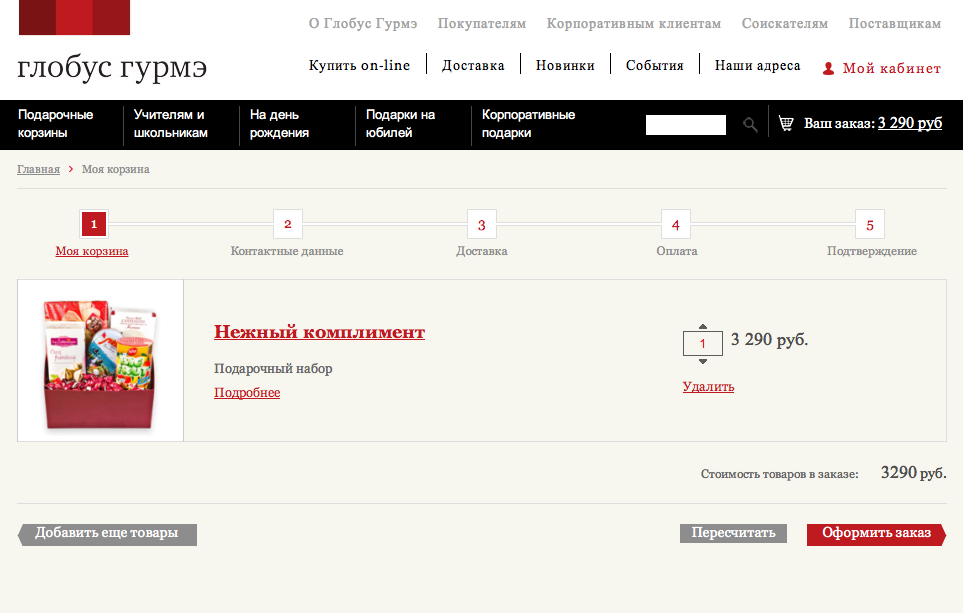 О Глобус Гурмэ Покупателям Корпоративным клиентам Соискателям Поставщикам
глобус гурмэ
Купить on-line Доставка Новинки События Наши адреса Мой кабинет
Подарочные корзины
Учителям и школьникам
На день рождения
Подарки на юбилей
Корпоративные подарки
Ваш заказ: 3 290 руб
Главная > Моя корзина
1 2 3 4 5
Моя корзина Контактные данные Доставка Оплата Подтверждение
Нежный комплимент
1 3 290 руб.
Подарочный набор
Подробнее Удалить
Стоимость товаров в заказе: 3290 руб.
Добавить еще товары Пересчитать Оформить заказ